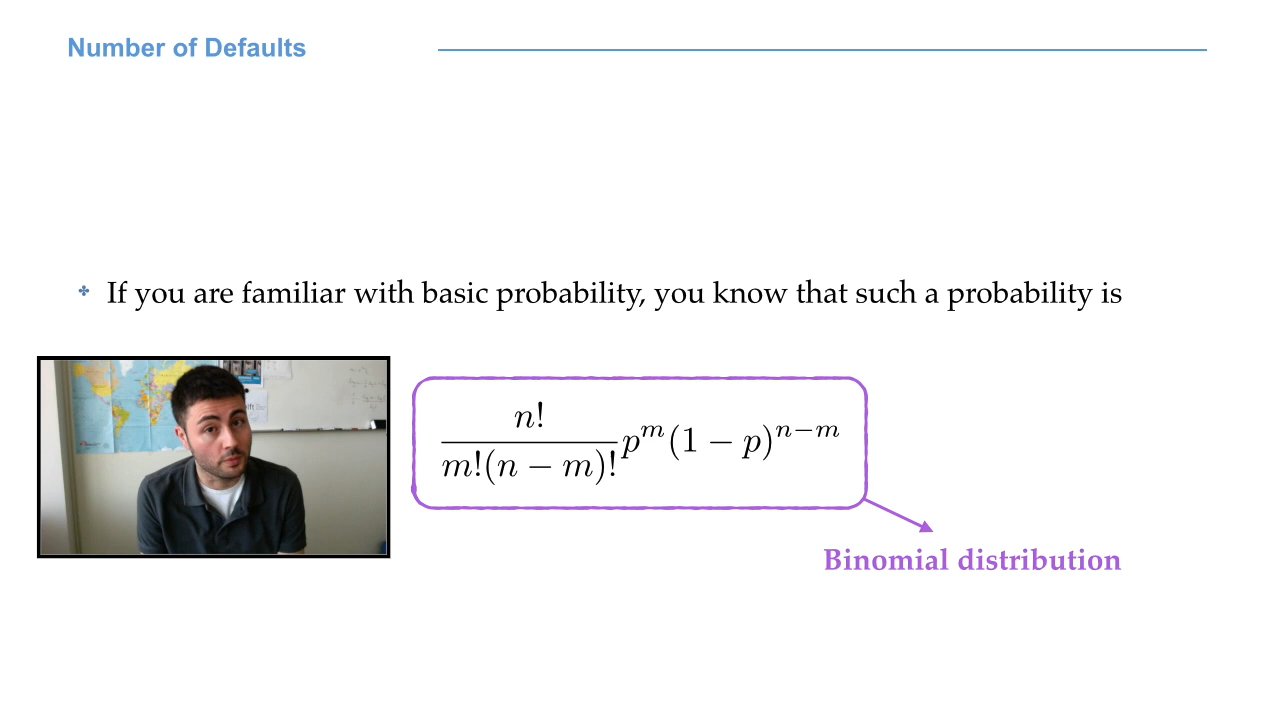 Number of Defaults
✤ If you are familiar with basic probability, you know that such a probability is
n!
m!(n − m)!
p^m(1 − p)^{n−m}
Binomial distribution